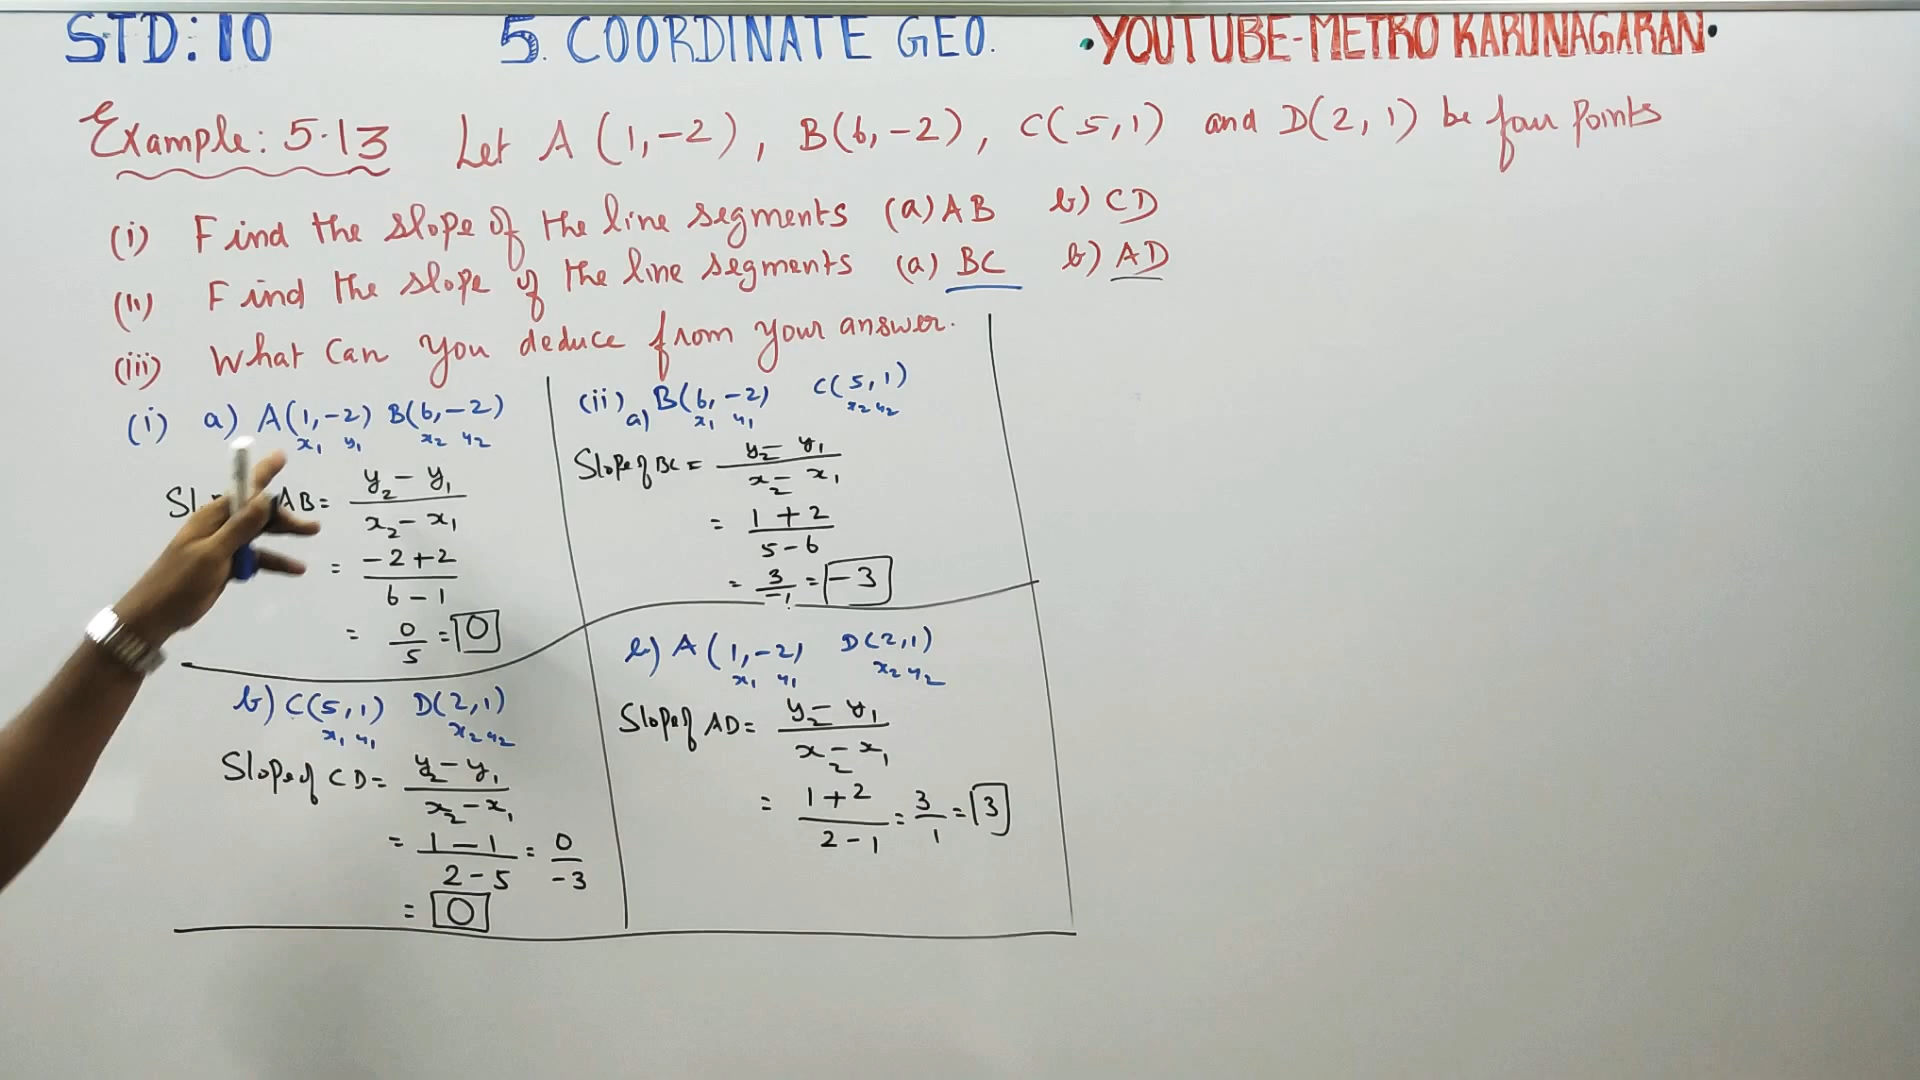 STD: 10 5. COORDINATE GEO. •YOUTUBE-METRO KARUNAGARAN•
Example: 5.13 Let A (1,-2), B(6,-2), C(5,1) and D(2,1) be four points
(i) Find the slope of the line segments (a) AB b) CD
(ii) Find the slope of the line segments (a) BC b) AD
(iii) What can you deduce from your answer.
(i) a) A(1,-2) B(6,-2)
x₁ y₁ x₂ y₂
AB = y₂ - y₁ / x₂ - x₁
= -2+2 / 6-1
= 0/5 = 0
b) C(5,1) D(2,1)
x₁ y₁ x₂ y₂
Slope of CD = y₂ - y₁ / x₂ - x₁
= 1-1 / 2-5 = 0/-3
= 0
(ii) a) B(6,-2) C(5,1)
x₁ y₁ x₂ y₂
Slope of BC = y₂ - y₁ / x₂ - x₁
= 1+2 / 5-6
= 3/-1 = -3
b) A(1,-2) D(2,1)
x₁ y₁ x₂ y₂
Slope of AD = y₂ - y₁ / x₂ - x₁
= 1+2 / 2-1 = 3/1 = 3